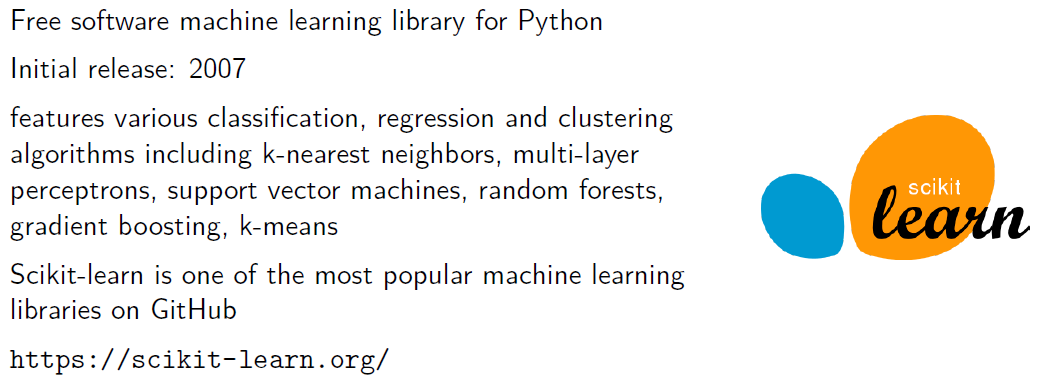 Free software machine learning library for Python
Initial release: 2007
features various classification, regression and clustering
algorithms including k-nearest neighbors, multi-layer
perceptrons, support vector machines, random forests,
gradient boosting, k-means
Scikit-learn is one of the most popular machine learning
libraries on GitHub
https://scikit-learn.org/
scikit
learn